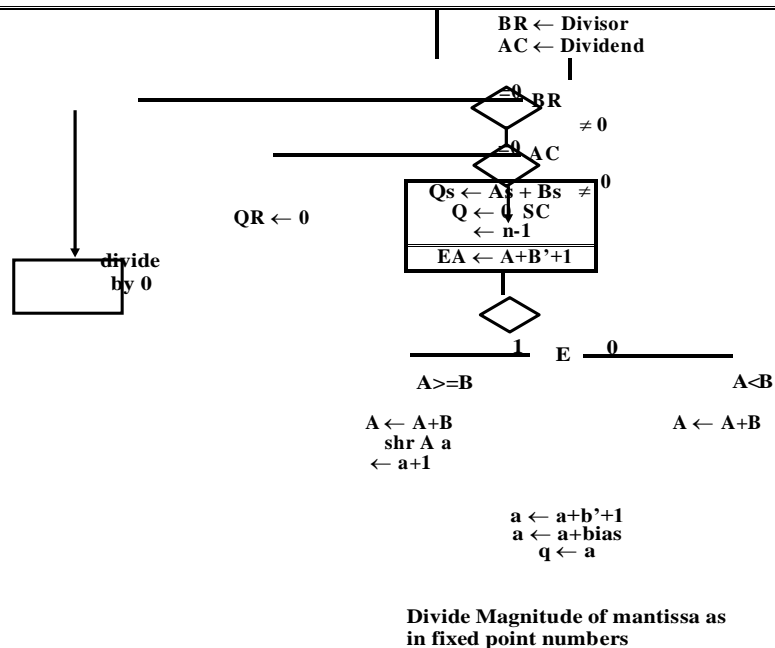 BR ← Divisor
AC ← Dividend
=0 BR
≠ 0
=0 AC
≠ 0
Qs ← As + Bs
Q ← 0 SC
← n-1
QR ← 0
EA ← A+B’+1
divide
by 0
1 E 0
A>=B A<B
A ← A+B A ← A+B
shr A a
← a+1
a ← a+b’+1
a ← a+bias
q ← a
Divide Magnitude of mantissa as
in fixed point numbers